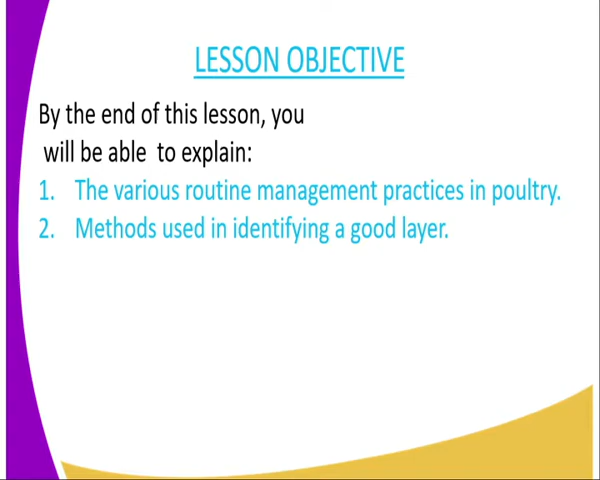 LESSON OBJECTIVE
By the end of this lesson, you
will be able to explain:
1. The various routine management practices in poultry.
2. Methods used in identifying a good layer.